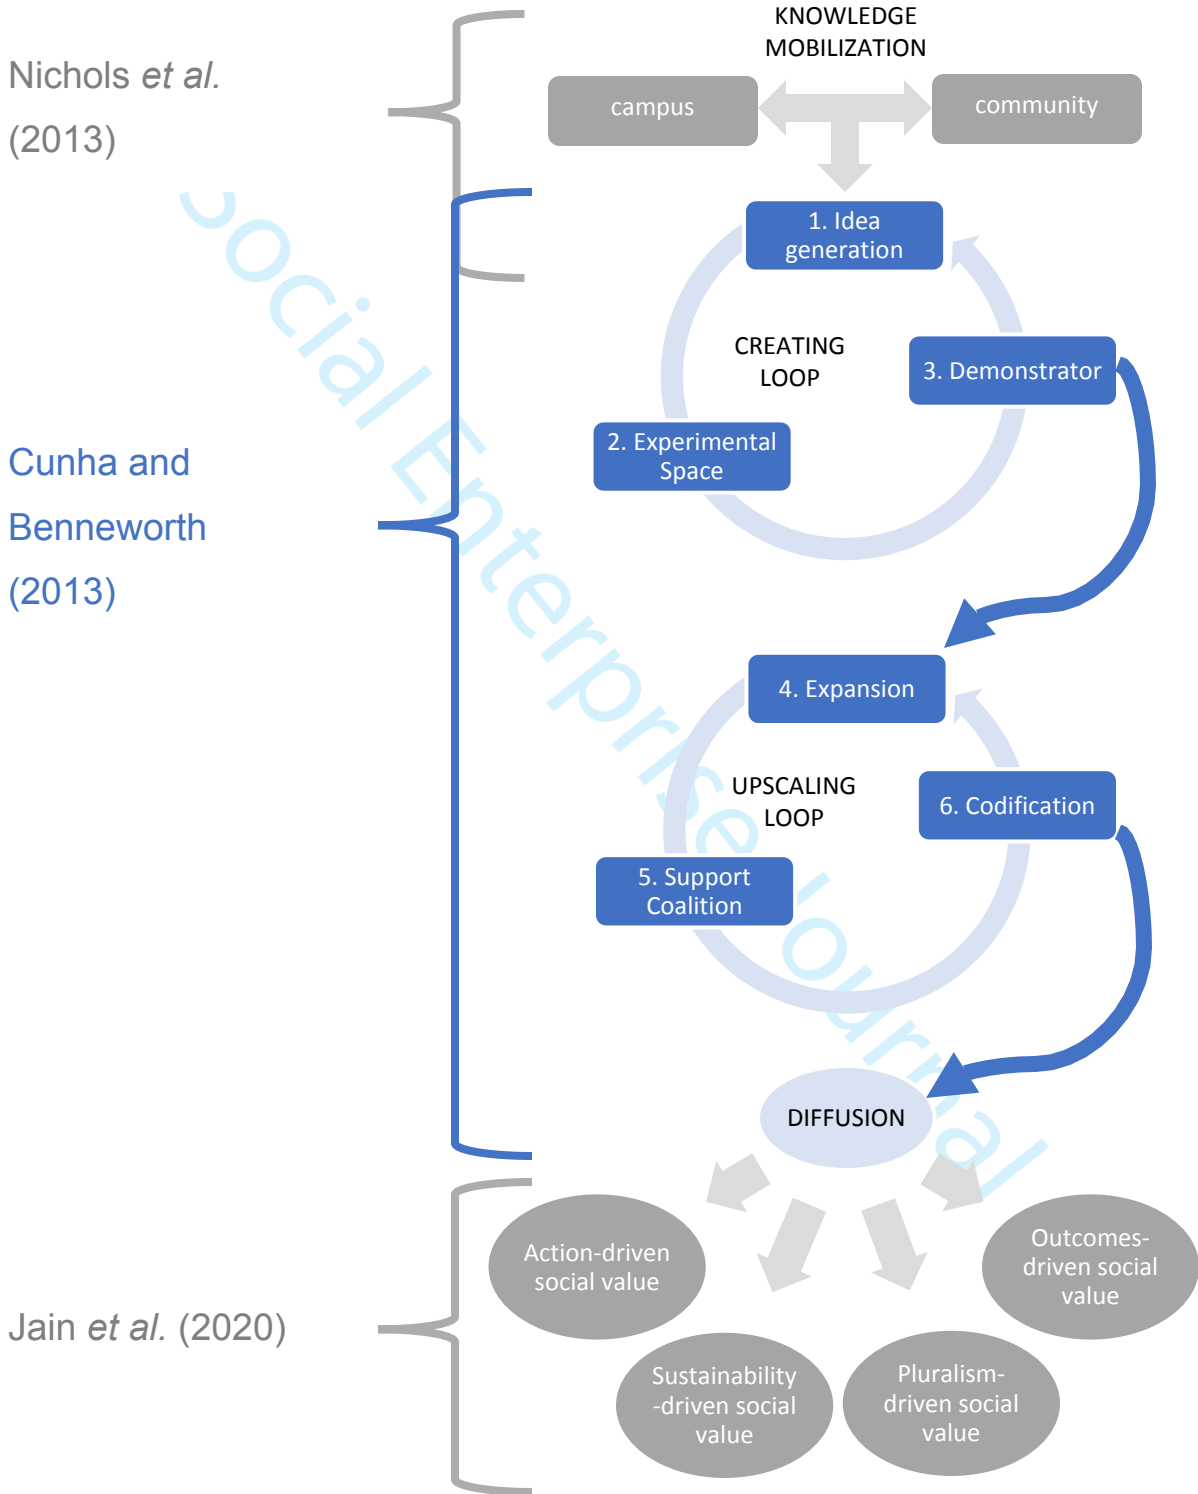 KNOWLEDGE
MOBILIZATION
Nichols et al.
(2013)
campus
community
1. Idea
generation
CREATING
LOOP
3. Demonstrator
2. Experimental
Space
Cunha and
Benneworth
(2013)
4. Expansion
UPSCALING
LOOP
6. Codification
5. Support
Coalition
DIFFUSION
Action-driven
social value
Outcomes-
driven social
value
Jain et al. (2020)
Sustainability
-driven social
value
Pluralism-
driven social
value
Social Enterprise Journal